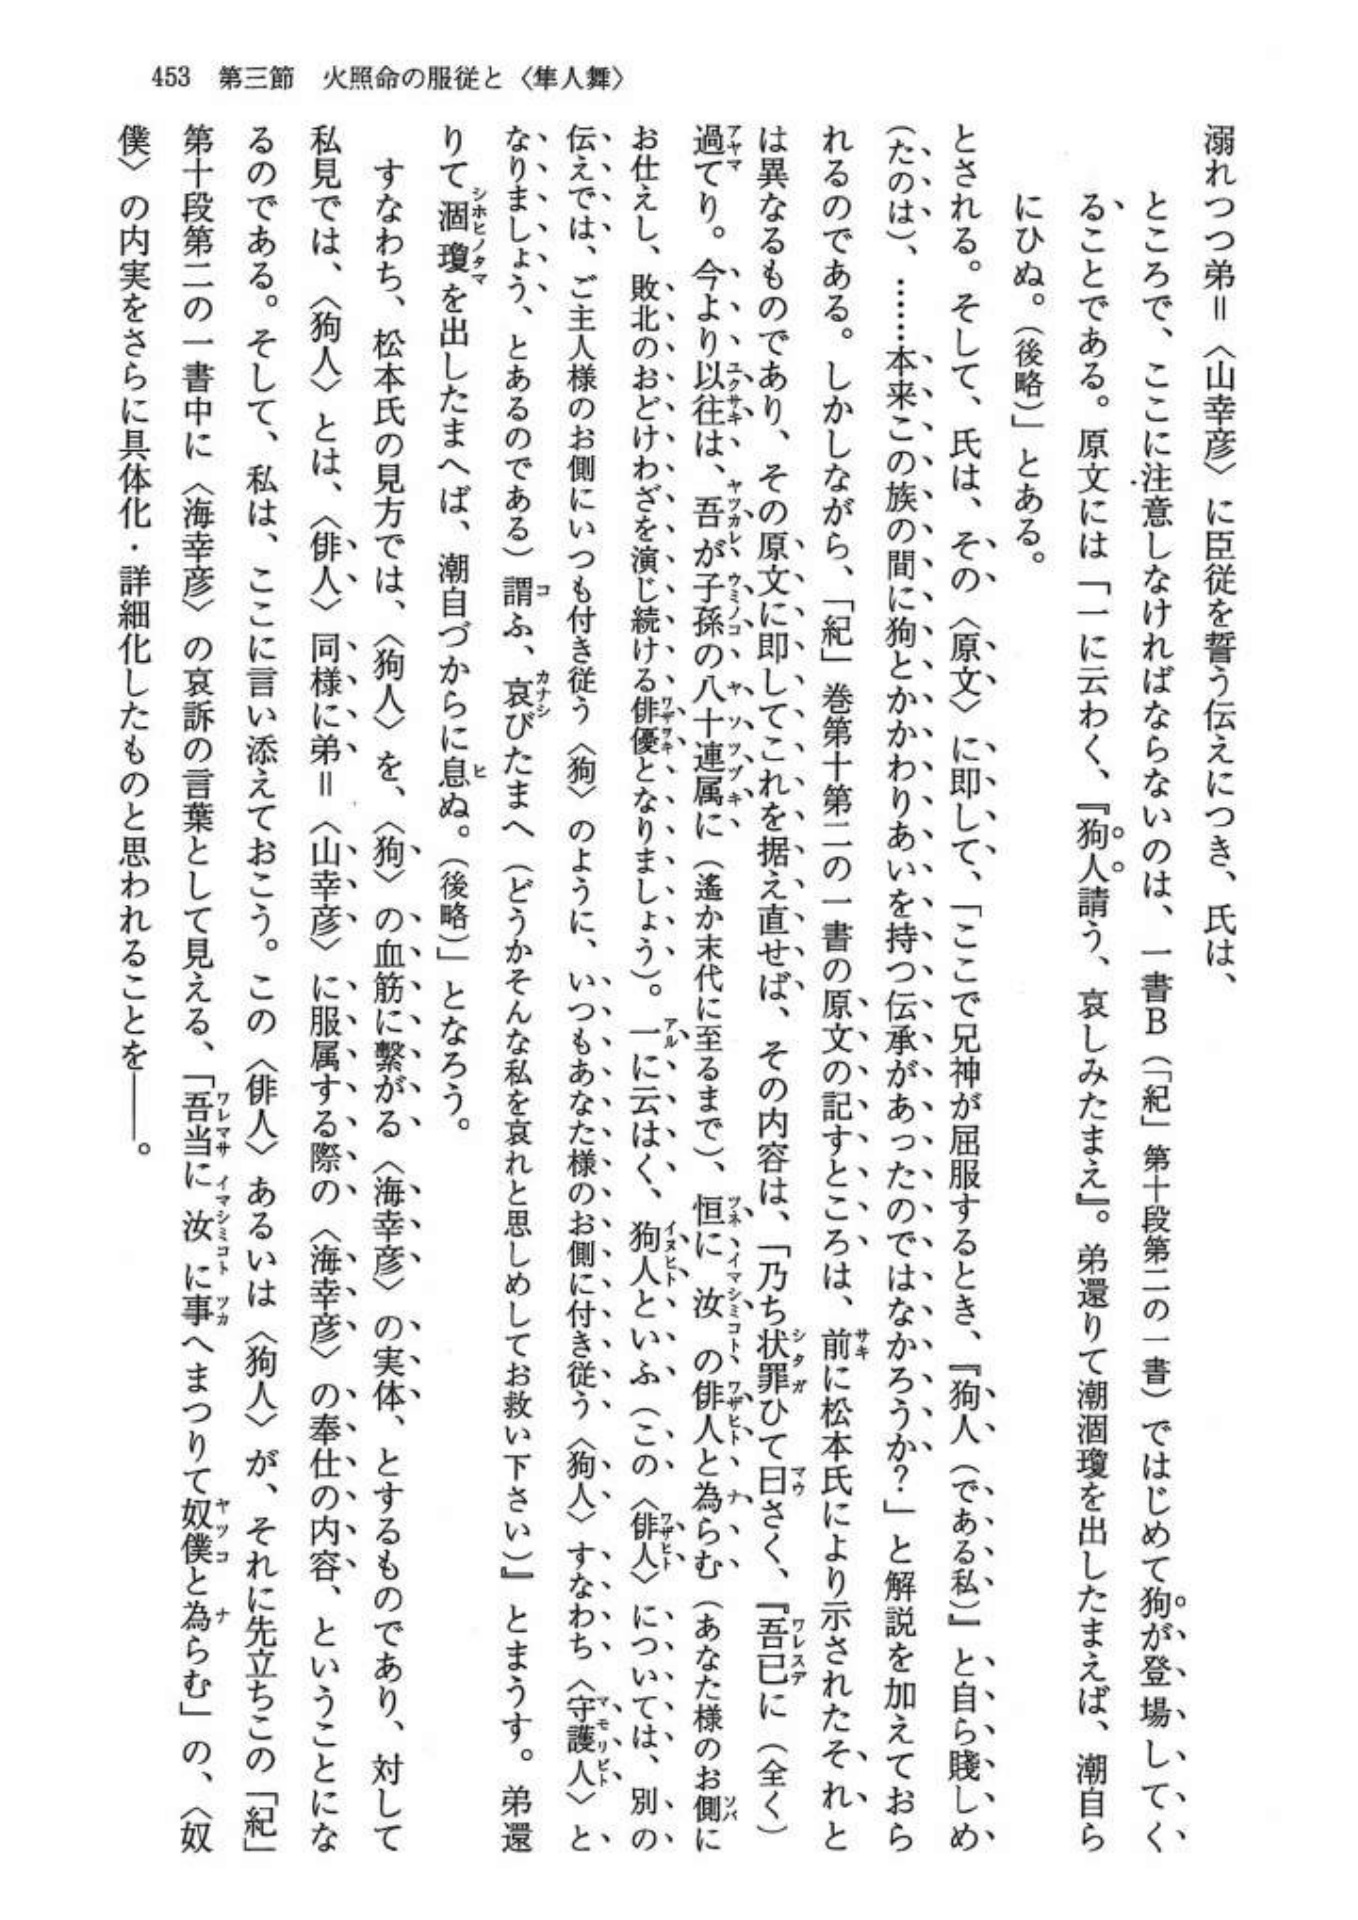 453　第三節　火照命の服従と〈隼人舞〉
溺れつつ弟＝〈山幸彦〉に臣従を誓う伝えにつき、氏は、
ところで、ここに注意しなければならないのは、一書B（「紀」第十段第二の一書）ではじめて狗が登場してく
ることである。原文には「一に云わく、『狗人請う、哀しみたまえ』。弟還りて潮涸瓊を出したまえば、潮自ら
にひぬ。（後略）」とある。
とされる。そして、氏は、その〈原文〉に即して、「ここで兄神が屈服するとき、『狗人（である私）』と自ら賤しめ
（たのは）、……本来この族の間に狗とかかわりあいを持つ伝承があったのではなかろうか？」と解説を加えておら
れるのである。しかしながら、「紀」巻第十第二の一書の原文の記すところは、前に松本氏により示されたそれと
は異なるものであり、その原文に即してこれを据え直せば、その内容は、「乃ち状罪ひて曰さく、『吾已に（全く）
過てり。今より以往は、吾が子孫の八十連属に（遙か末代に至るまで）、恒に汝の俳人と為らむ（あなた様のお側に
お仕えし、敗北のおどけわざを演じ続ける俳優となりましょう）。一に云はく、狗人といふ（この〈俳人〉については、別の
伝えでは、ご主人様のお側にいつも付き従う〈狗〉のように、いつもあなた様のお側に付き従う〈狗人〉すなわち〈守護人〉と
なりましょう、とあるのである）謂ふ、哀びたまへ（どうかそんな私を哀れと思しめしてお救い下さい）』とまうす。弟還
りて涸瓊を出したまへば、潮自づからに息ぬ。（後略）」となろう。
すなわち、松本氏の見方では、〈狗人〉を、〈狗〉の血筋に繋がる〈海幸彦〉の実体、とするものであり、対して
私見では、〈狗人〉とは、〈俳人〉同様に弟＝〈山幸彦〉に服属する際の〈海幸彦〉の奉仕の内容、ということにな
るのである。そして、私は、ここに言い添えておこう。この〈俳人〉あるいは〈狗人〉が、それに先立ちこの「紀」
第十段第二の一書中に〈海幸彦〉の哀訴の言葉として見える、「吾当に汝に事へまつりて奴僕と為らむ」の、〈奴
僕〉の内実をさらに具体化・詳細化したものと思われることを――。